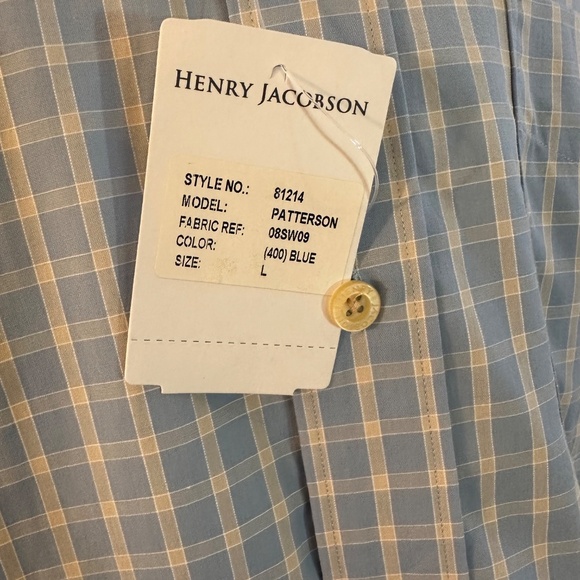 HENRY JACOBSON
STYLE NO.: 81214
MODEL: PATTERSON
FABRIC REF: 08SW09
COLOR: (400) BLUE
SIZE: L